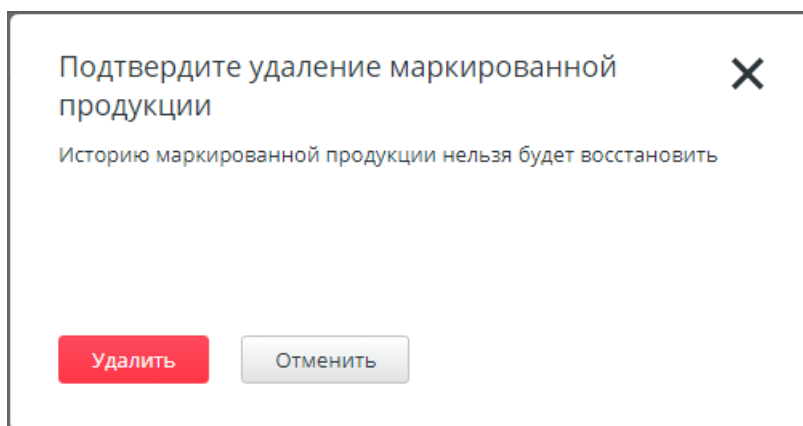 Подтвердите удаление маркированной
продукции
Историю маркированной продукции нельзя будет восстановить
Удалить
Отменить